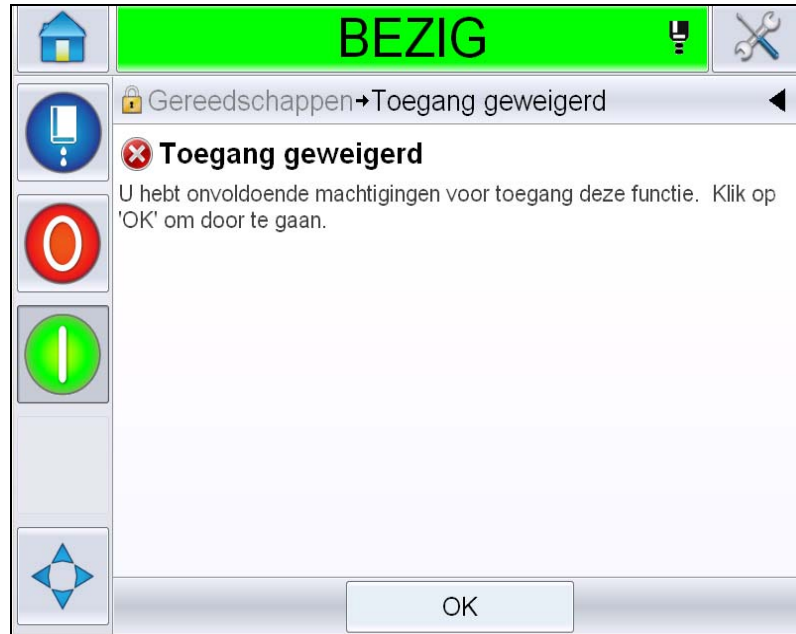 BEZIG
Gereedschappen→Toegang geweigerd
Toegang geweigerd
U hebt onvoldoende machtigingen voor toegang deze functie. Klik op
'OK' om door te gaan.
OK